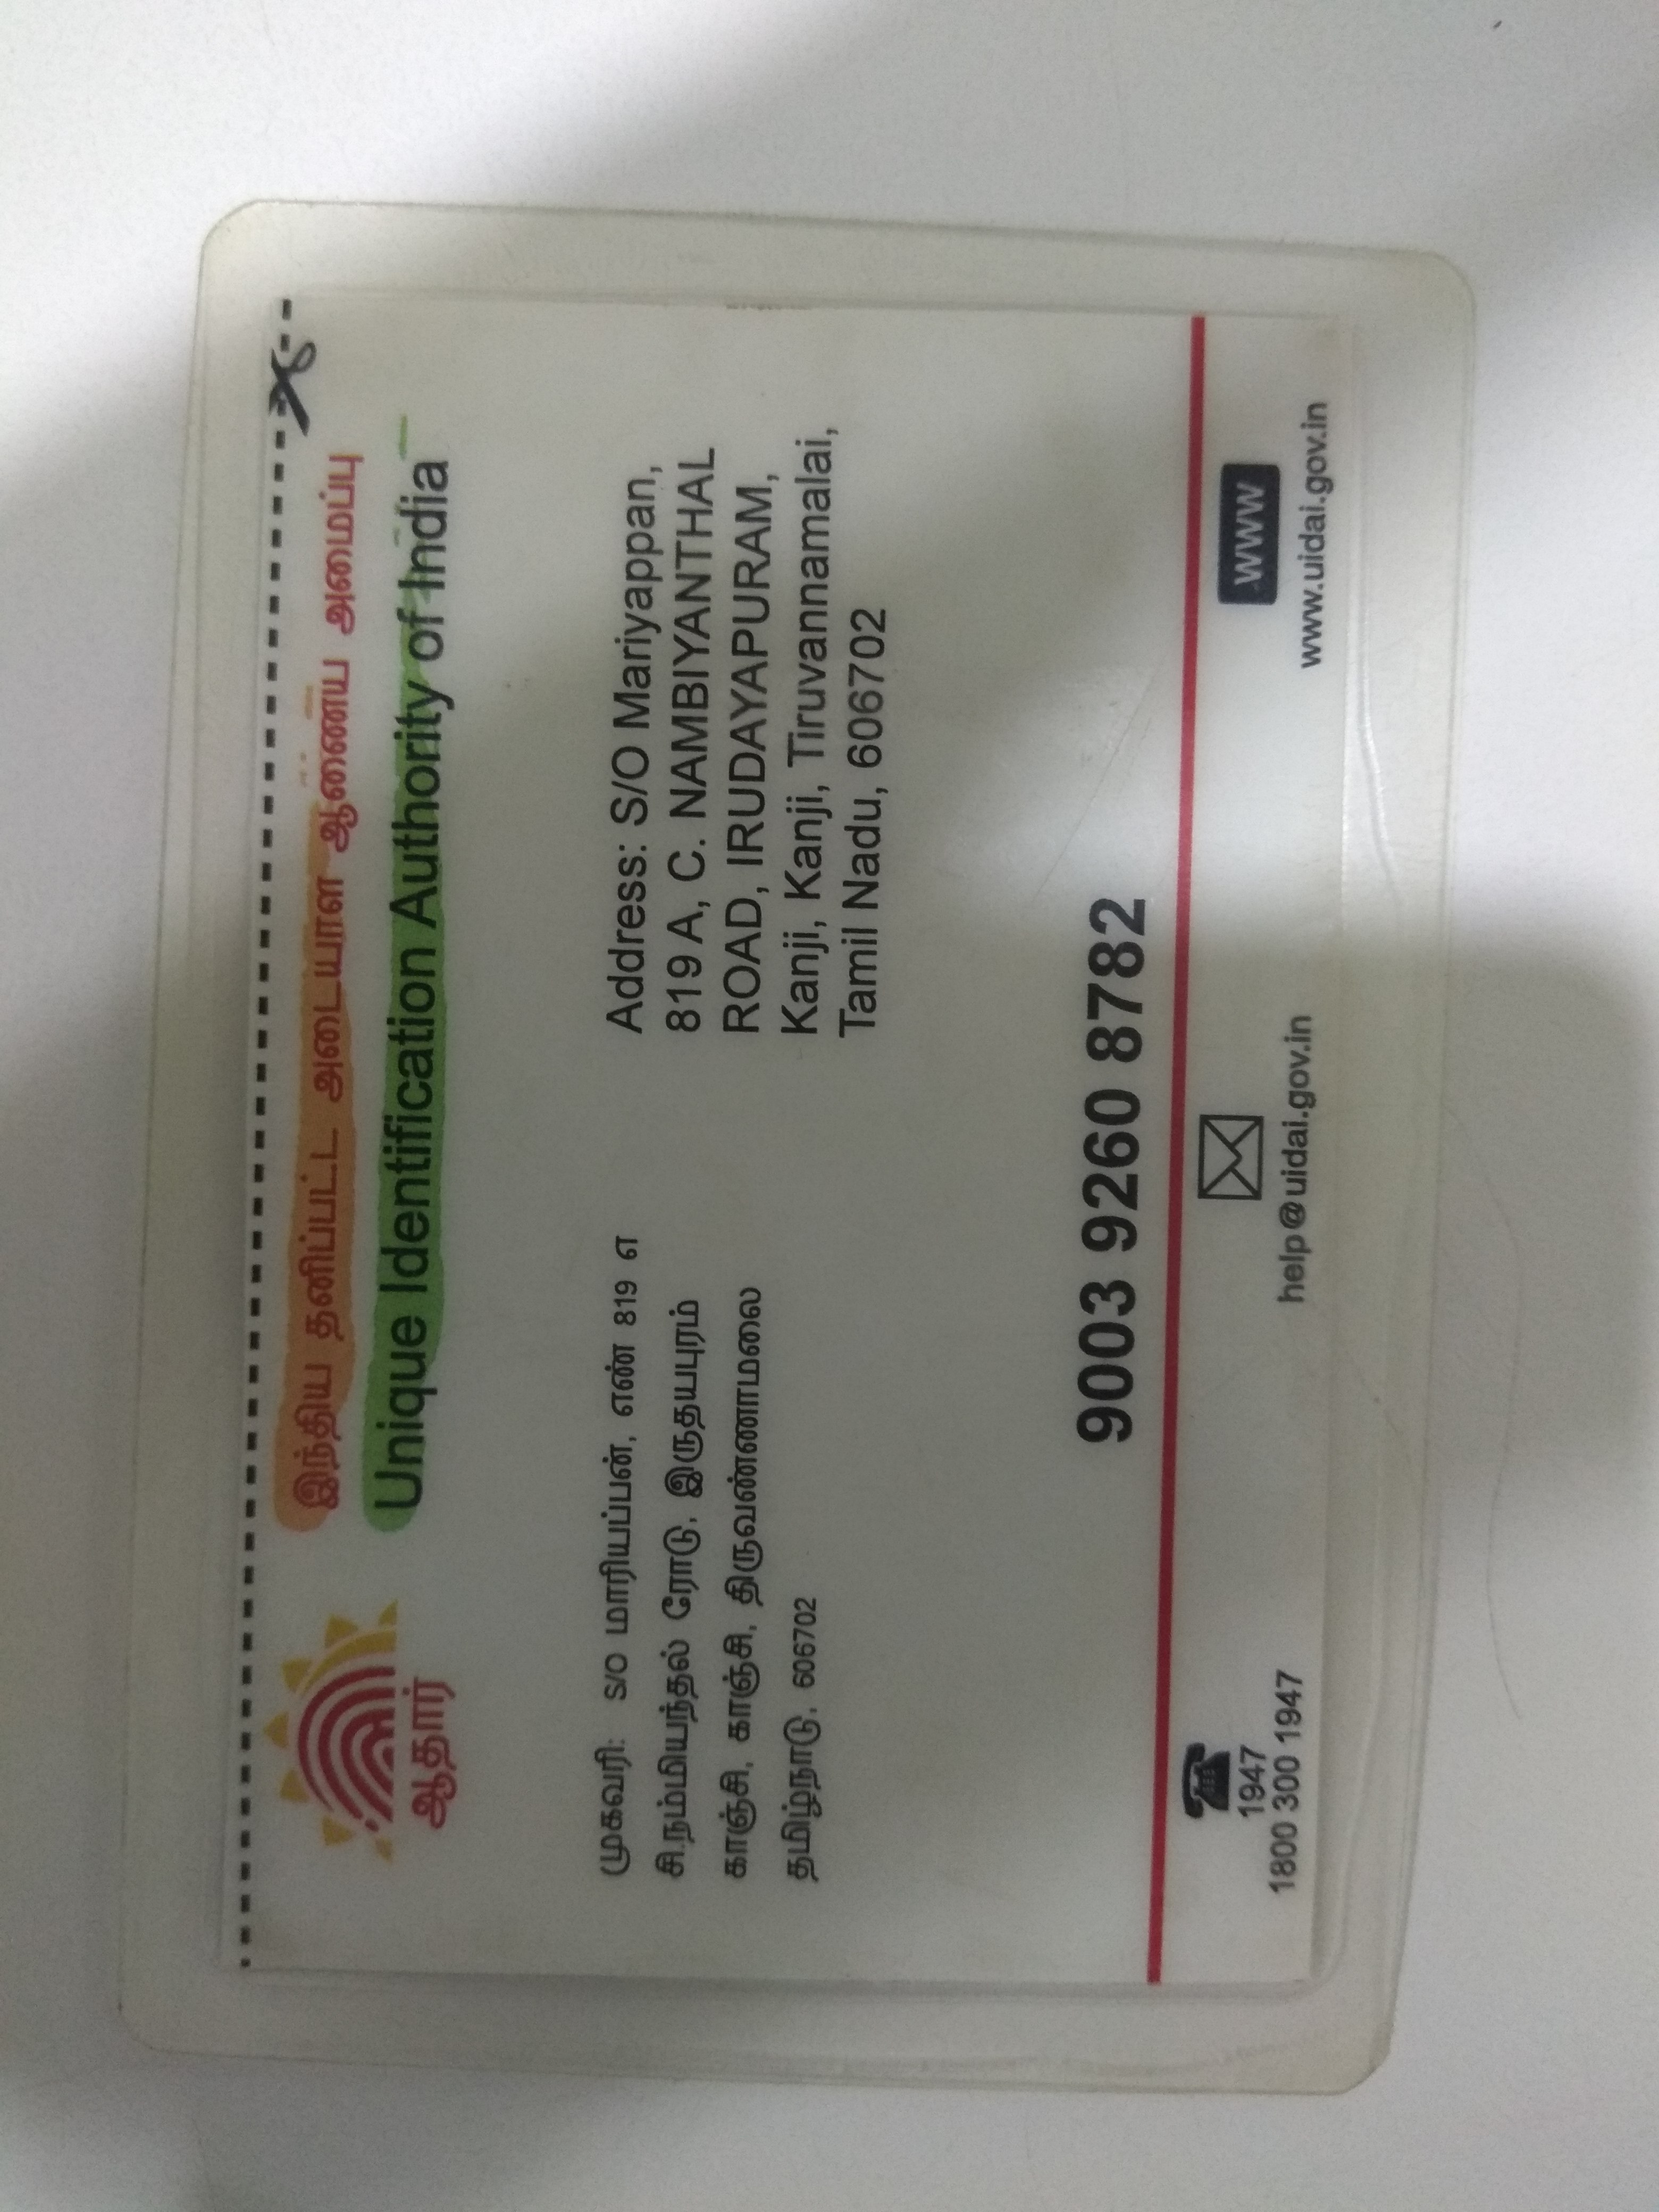 இந்திய தனிப்பட்ட அடையாள ஆணைய அமைப்பு
Unique Identification Authority of India
ஆதார்
முகவரி: S/O மாரியப்பன், எண் 819 எ
சி.நம்மியந்தல் ரோடு, இருதயபுரம்
காஞ்சி, காஞ்சி, திருவண்ணாமலை
தமிழ்நாடு, 606702
Address: S/O Mariyappan,
819 A, C. NAMBIYANTHAL
ROAD, IRUDAYAPURAM,
Kanji, Kanji, Tiruvannamalai,
Tamil Nadu, 606702
9003 9260 8782
1947
1800 300 1947
help@uidai.gov.in
WWW
www.uidai.gov.in